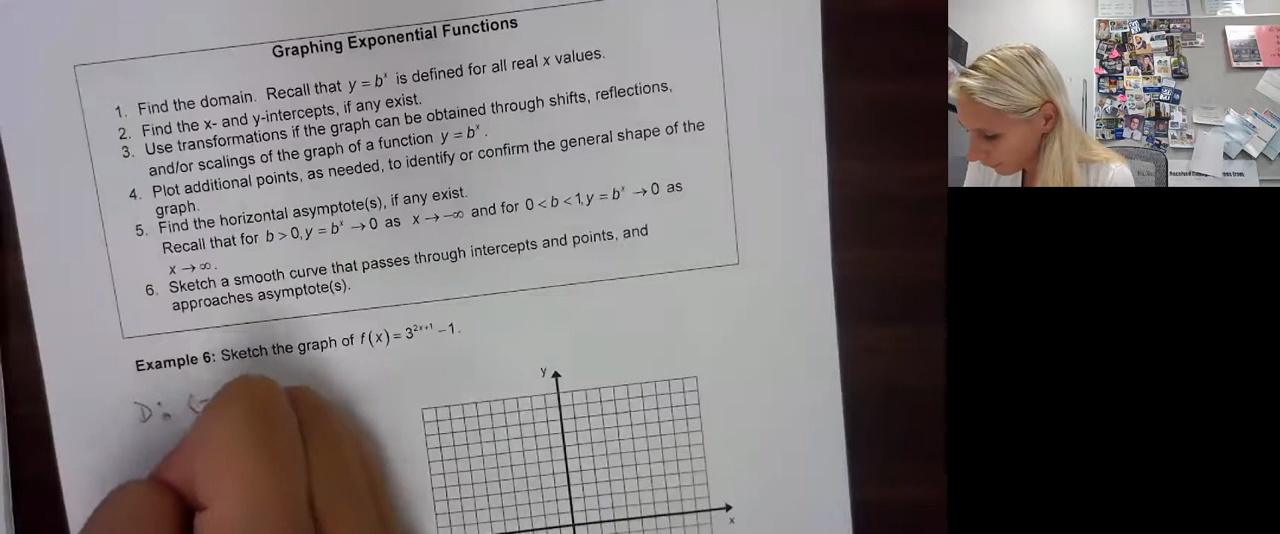 Graphing Exponential Functions
1. Find the domain. Recall that y = bˣ is defined for all real x values.
2. Find the x- and y-intercepts, if any exist.
3. Use transformations if the graph can be obtained through shifts, reflections,
and/or scalings of the graph of a function y = bˣ.
4. Plot additional points, as needed, to identify or confirm the general shape of the
graph.
5. Find the horizontal asymptote(s), if any exist.
Recall that for b > 0, y = bˣ → 0 as x → −∞ and for 0 < b < 1, y = bˣ → 0 as
x → ∞.
6. Sketch a smooth curve that passes through intercepts and points, and
approaches asymptote(s).
Example 6: Sketch the graph of f(x) = 3²ˣ⁺¹ − 1.
D: (-
y
x